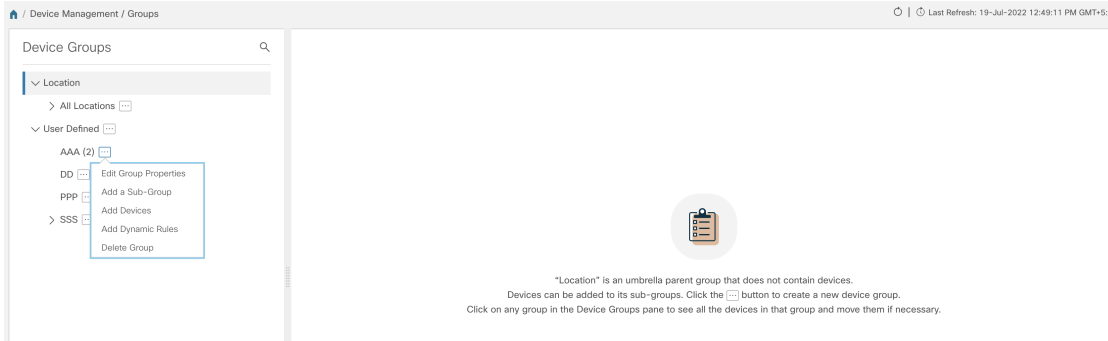 / Device Management / Groups
Last Refresh: 19-Jul-2022 12:49:11 PM GMT+5:
Device Groups
Location
All Locations
User Defined
AAA (2)
DD
PPP
SSS
Edit Group Properties
Add a Sub-Group
Add Devices
Add Dynamic Rules
Delete Group
"Location" is an umbrella parent group that does not contain devices.
Devices can be added to its sub-groups. Click the ... button to create a new device group.
Click on any group in the Device Groups pane to see all the devices in that group and move them if necessary.